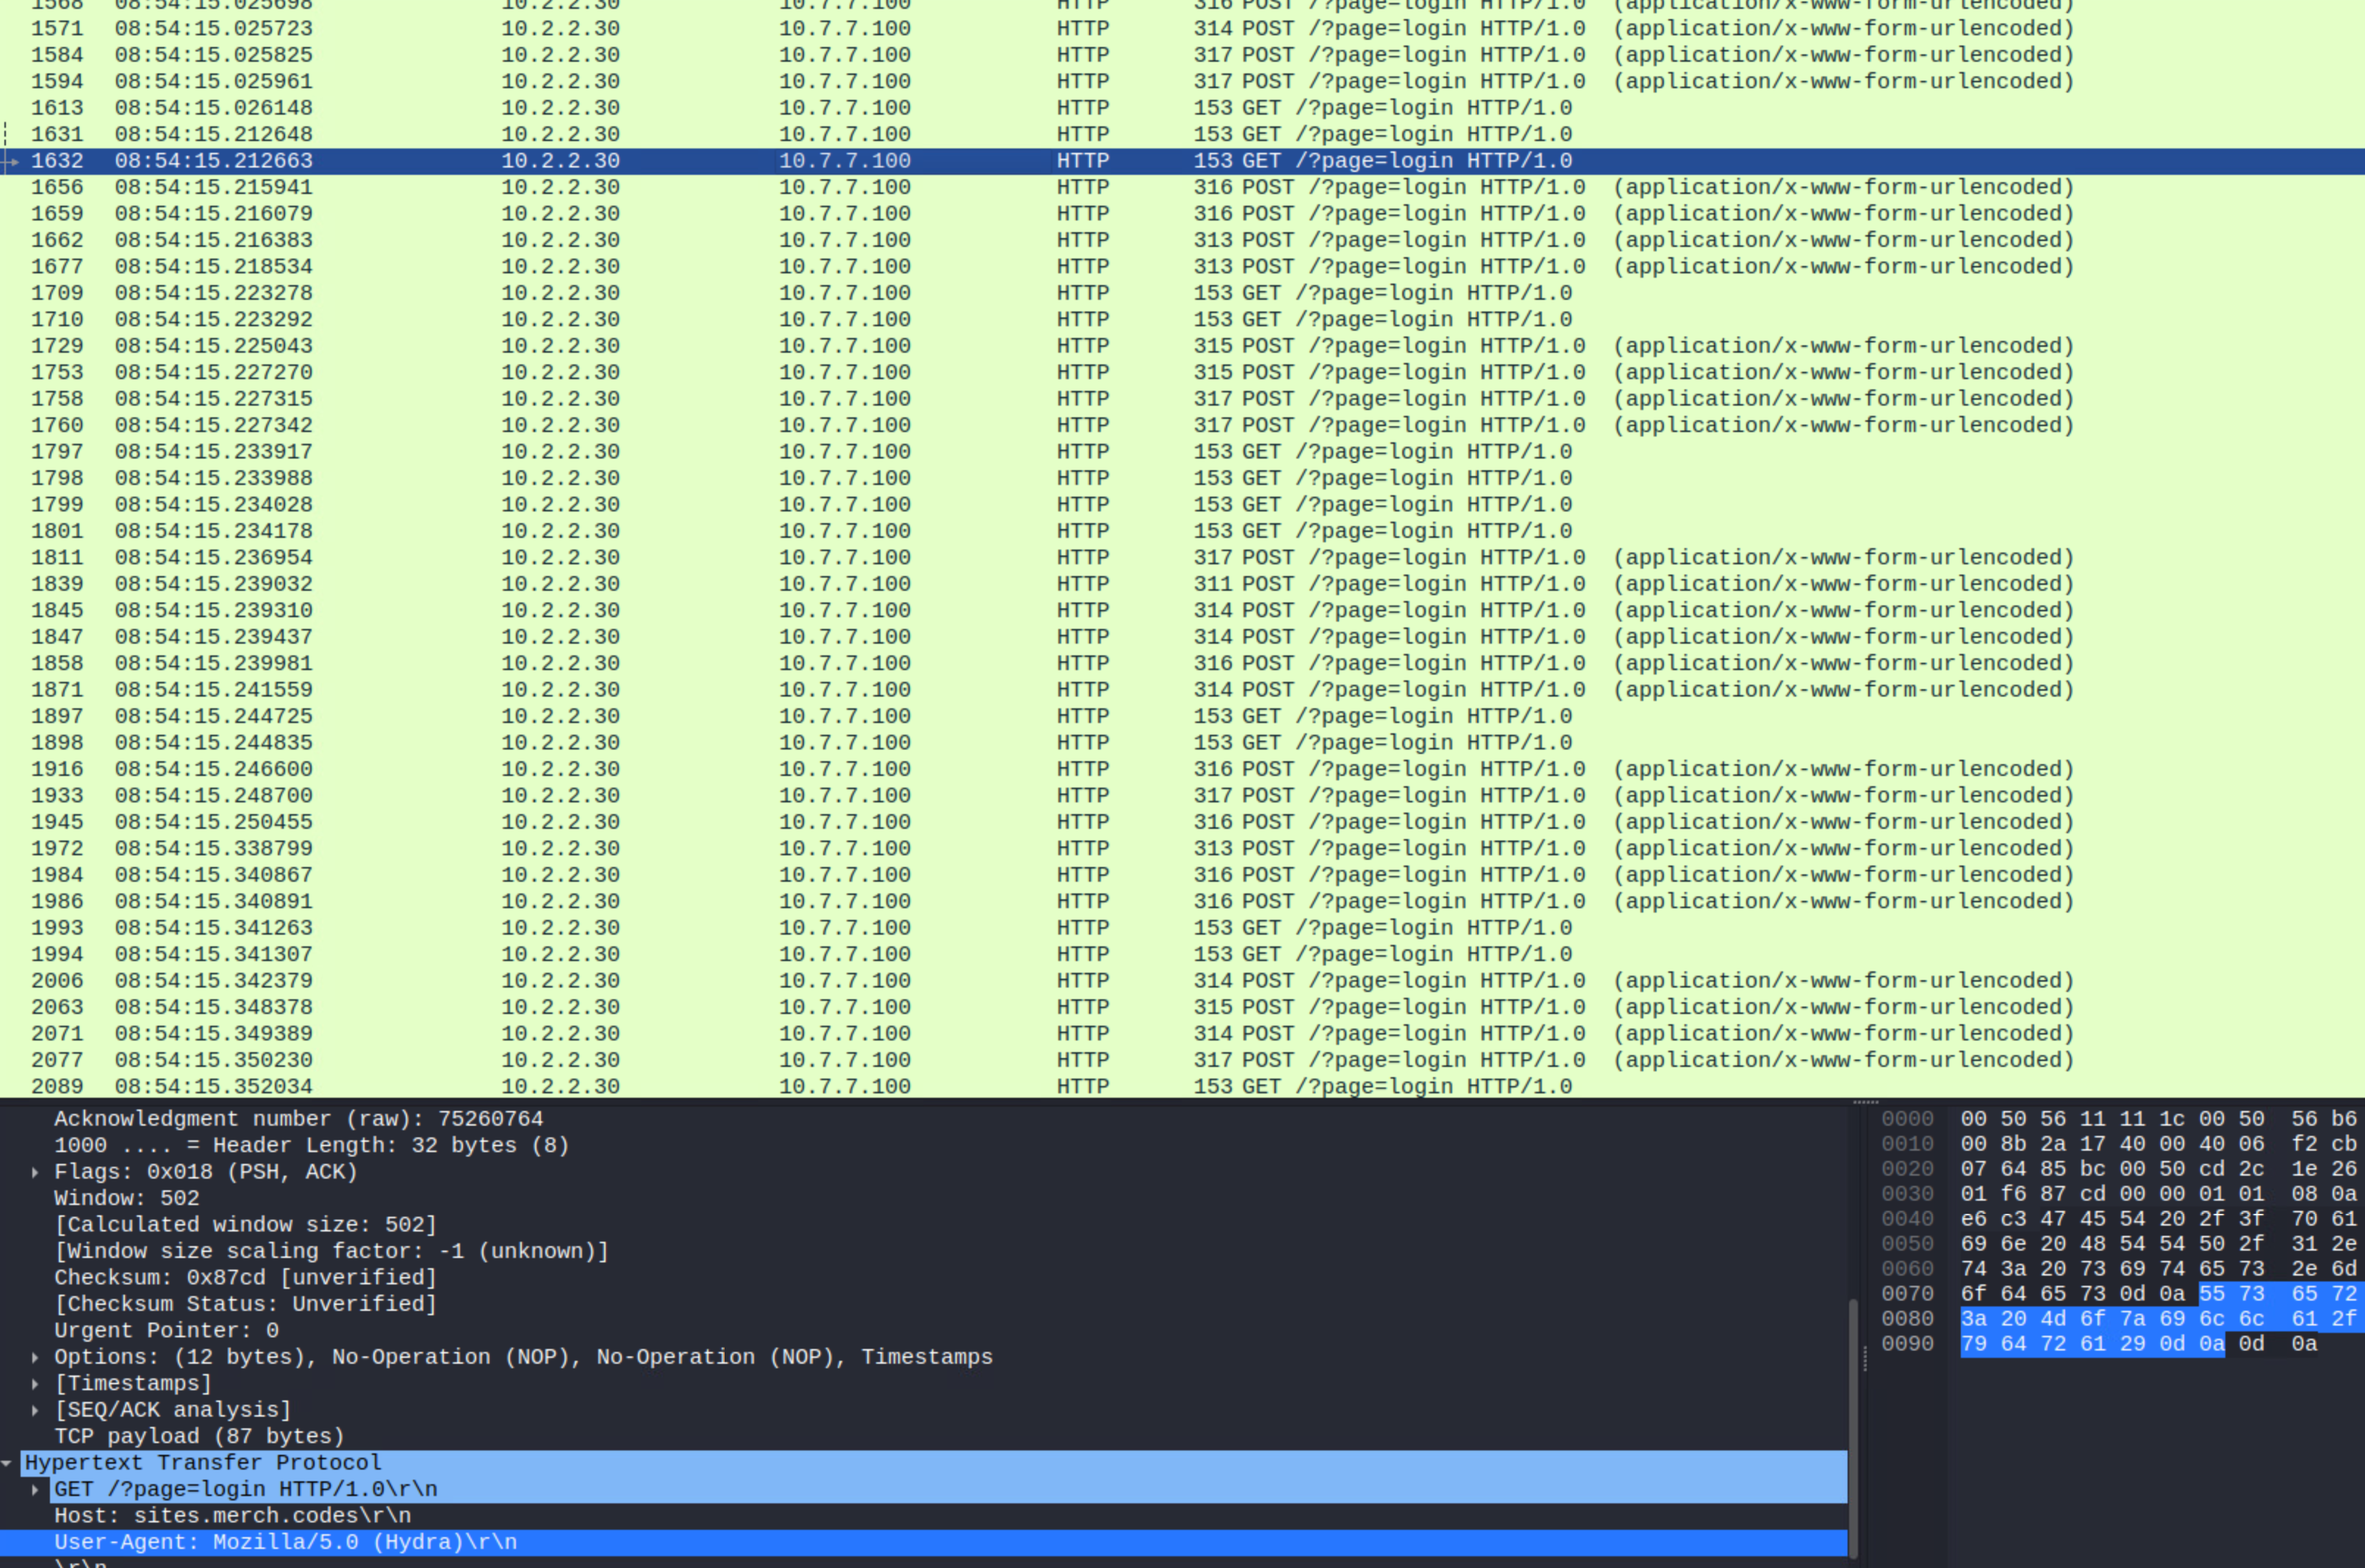 1568 08:54:15.025698 10.2.2.30 10.7.7.100 HTTP 316 POST /?page=login HTTP/1.0 (application/x-www-form-urlencoded)
1571 08:54:15.025723 10.2.2.30 10.7.7.100 HTTP 314 POST /?page=login HTTP/1.0 (application/x-www-form-urlencoded)
1584 08:54:15.025825 10.2.2.30 10.7.7.100 HTTP 317 POST /?page=login HTTP/1.0 (application/x-www-form-urlencoded)
1594 08:54:15.025961 10.2.2.30 10.7.7.100 HTTP 317 POST /?page=login HTTP/1.0 (application/x-www-form-urlencoded)
1613 08:54:15.026148 10.2.2.30 10.7.7.100 HTTP 153 GET /?page=login HTTP/1.0
1631 08:54:15.212648 10.2.2.30 10.7.7.100 HTTP 153 GET /?page=login HTTP/1.0
1632 08:54:15.212663 10.2.2.30 10.7.7.100 HTTP 153 GET /?page=login HTTP/1.0
1656 08:54:15.215941 10.2.2.30 10.7.7.100 HTTP 316 POST /?page=login HTTP/1.0 (application/x-www-form-urlencoded)
1659 08:54:15.216079 10.2.2.30 10.7.7.100 HTTP 316 POST /?page=login HTTP/1.0 (application/x-www-form-urlencoded)
1662 08:54:15.216383 10.2.2.30 10.7.7.100 HTTP 313 POST /?page=login HTTP/1.0 (application/x-www-form-urlencoded)
1677 08:54:15.218534 10.2.2.30 10.7.7.100 HTTP 313 POST /?page=login HTTP/1.0 (application/x-www-form-urlencoded)
1709 08:54:15.223278 10.2.2.30 10.7.7.100 HTTP 153 GET /?page=login HTTP/1.0
1710 08:54:15.223292 10.2.2.30 10.7.7.100 HTTP 153 GET /?page=login HTTP/1.0
1729 08:54:15.225043 10.2.2.30 10.7.7.100 HTTP 315 POST /?page=login HTTP/1.0 (application/x-www-form-urlencoded)
1753 08:54:15.227270 10.2.2.30 10.7.7.100 HTTP 315 POST /?page=login HTTP/1.0 (application/x-www-form-urlencoded)
1758 08:54:15.227315 10.2.2.30 10.7.7.100 HTTP 317 POST /?page=login HTTP/1.0 (application/x-www-form-urlencoded)
1760 08:54:15.227342 10.2.2.30 10.7.7.100 HTTP 317 POST /?page=login HTTP/1.0 (application/x-www-form-urlencoded)
1797 08:54:15.233917 10.2.2.30 10.7.7.100 HTTP 153 GET /?page=login HTTP/1.0
1798 08:54:15.233988 10.2.2.30 10.7.7.100 HTTP 153 GET /?page=login HTTP/1.0
1799 08:54:15.234028 10.2.2.30 10.7.7.100 HTTP 153 GET /?page=login HTTP/1.0
1801 08:54:15.234178 10.2.2.30 10.7.7.100 HTTP 153 GET /?page=login HTTP/1.0
1811 08:54:15.236954 10.2.2.30 10.7.7.100 HTTP 317 POST /?page=login HTTP/1.0 (application/x-www-form-urlencoded)
1839 08:54:15.239032 10.2.2.30 10.7.7.100 HTTP 311 POST /?page=login HTTP/1.0 (application/x-www-form-urlencoded)
1845 08:54:15.239310 10.2.2.30 10.7.7.100 HTTP 314 POST /?page=login HTTP/1.0 (application/x-www-form-urlencoded)
1847 08:54:15.239437 10.2.2.30 10.7.7.100 HTTP 314 POST /?page=login HTTP/1.0 (application/x-www-form-urlencoded)
1858 08:54:15.239981 10.2.2.30 10.7.7.100 HTTP 316 POST /?page=login HTTP/1.0 (application/x-www-form-urlencoded)
1871 08:54:15.241559 10.2.2.30 10.7.7.100 HTTP 314 POST /?page=login HTTP/1.0 (application/x-www-form-urlencoded)
1897 08:54:15.244725 10.2.2.30 10.7.7.100 HTTP 153 GET /?page=login HTTP/1.0
1898 08:54:15.244835 10.2.2.30 10.7.7.100 HTTP 153 GET /?page=login HTTP/1.0
1916 08:54:15.246600 10.2.2.30 10.7.7.100 HTTP 316 POST /?page=login HTTP/1.0 (application/x-www-form-urlencoded)
1933 08:54:15.248700 10.2.2.30 10.7.7.100 HTTP 317 POST /?page=login HTTP/1.0 (application/x-www-form-urlencoded)
1945 08:54:15.250455 10.2.2.30 10.7.7.100 HTTP 316 POST /?page=login HTTP/1.0 (application/x-www-form-urlencoded)
1972 08:54:15.338799 10.2.2.30 10.7.7.100 HTTP 313 POST /?page=login HTTP/1.0 (application/x-www-form-urlencoded)
1984 08:54:15.340867 10.2.2.30 10.7.7.100 HTTP 316 POST /?page=login HTTP/1.0 (application/x-www-form-urlencoded)
1986 08:54:15.340891 10.2.2.30 10.7.7.100 HTTP 316 POST /?page=login HTTP/1.0 (application/x-www-form-urlencoded)
1993 08:54:15.341263 10.2.2.30 10.7.7.100 HTTP 153 GET /?page=login HTTP/1.0
1994 08:54:15.341307 10.2.2.30 10.7.7.100 HTTP 153 GET /?page=login HTTP/1.0
2006 08:54:15.342379 10.2.2.30 10.7.7.100 HTTP 314 POST /?page=login HTTP/1.0 (application/x-www-form-urlencoded)
2063 08:54:15.348378 10.2.2.30 10.7.7.100 HTTP 315 POST /?page=login HTTP/1.0 (application/x-www-form-urlencoded)
2071 08:54:15.349389 10.2.2.30 10.7.7.100 HTTP 314 POST /?page=login HTTP/1.0 (application/x-www-form-urlencoded)
2077 08:54:15.350230 10.2.2.30 10.7.7.100 HTTP 317 POST /?page=login HTTP/1.0 (application/x-www-form-urlencoded)
2089 08:54:15.352034 10.2.2.30 10.7.7.100 HTTP 153 GET /?page=login HTTP/1.0
Acknowledgment number (raw): 75260764
1000 .... = Header Length: 32 bytes (8)
Flags: 0x018 (PSH, ACK)
Window: 502
[Calculated window size: 502]
[Window size scaling factor: -1 (unknown)]
Checksum: 0x87cd [unverified]
[Checksum Status: Unverified]
Urgent Pointer: 0
Options: (12 bytes), No-Operation (NOP), No-Operation (NOP), Timestamps
[Timestamps]
[SEQ/ACK analysis]
TCP payload (87 bytes)
Hypertext Transfer Protocol
GET /?page=login HTTP/1.0\r\n
Host: sites.merch.codes\r\n
User-Agent: Mozilla/5.0 (Hydra)\r\n
\r\n
0000 00 50 56 11 11 1c 00 50 56 b6
0010 00 8b 2a 17 40 00 40 06 f2 cb
0020 07 64 85 bc 00 50 cd 2c 1e 26
0030 01 f6 87 cd 00 00 01 01 08 0a
0040 e6 c3 47 45 54 20 2f 3f 70 61
0050 69 6e 20 48 54 54 50 2f 31 2e
0060 74 3a 20 73 69 74 65 73 2e 6d
0070 6f 64 65 73 0d 0a 55 73 65 72
0080 3a 20 4d 6f 7a 69 6c 6c 61 2f
0090 79 64 72 61 29 0d 0a 0d 0a